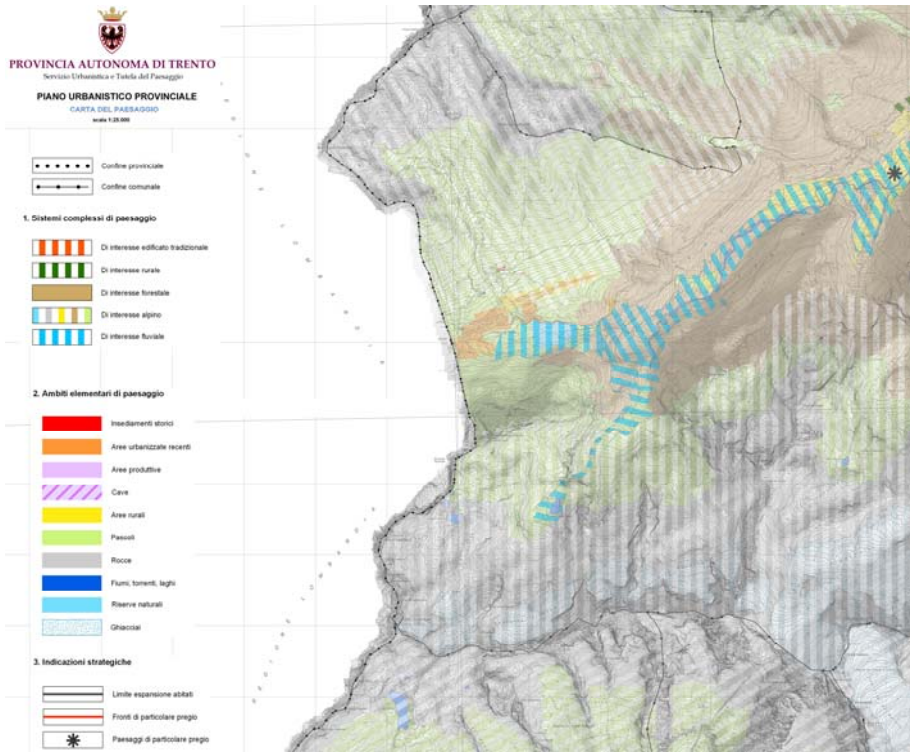 PROVINCIA AUTONOMA DI TRENTO
Servizio Urbanistica e Tutela del Paesaggio
PIANO URBANISTICO PROVINCIALE
CARTA DEL PAESAGGIO
scala 1:25.000
Confine provinciale
Confine comunale
1. Sistemi complessi di paesaggio
Di interesse edificato tradizionale
Di interesse rurale
Di interesse forestale
Di interesse alpino
Di interesse fluviale
2. Ambiti elementari di paesaggio
Insediamenti storici
Aree urbanizzate recenti
Aree produttive
Cave
Aree rurali
Pascoli
Rocce
Fiumi, torrenti, laghi
Riserve naturali
Ghiacciai
3. Indicazioni strategiche
Limite espansione abitati
Fronti di particolare pregio
Paesaggi di particolare pregio